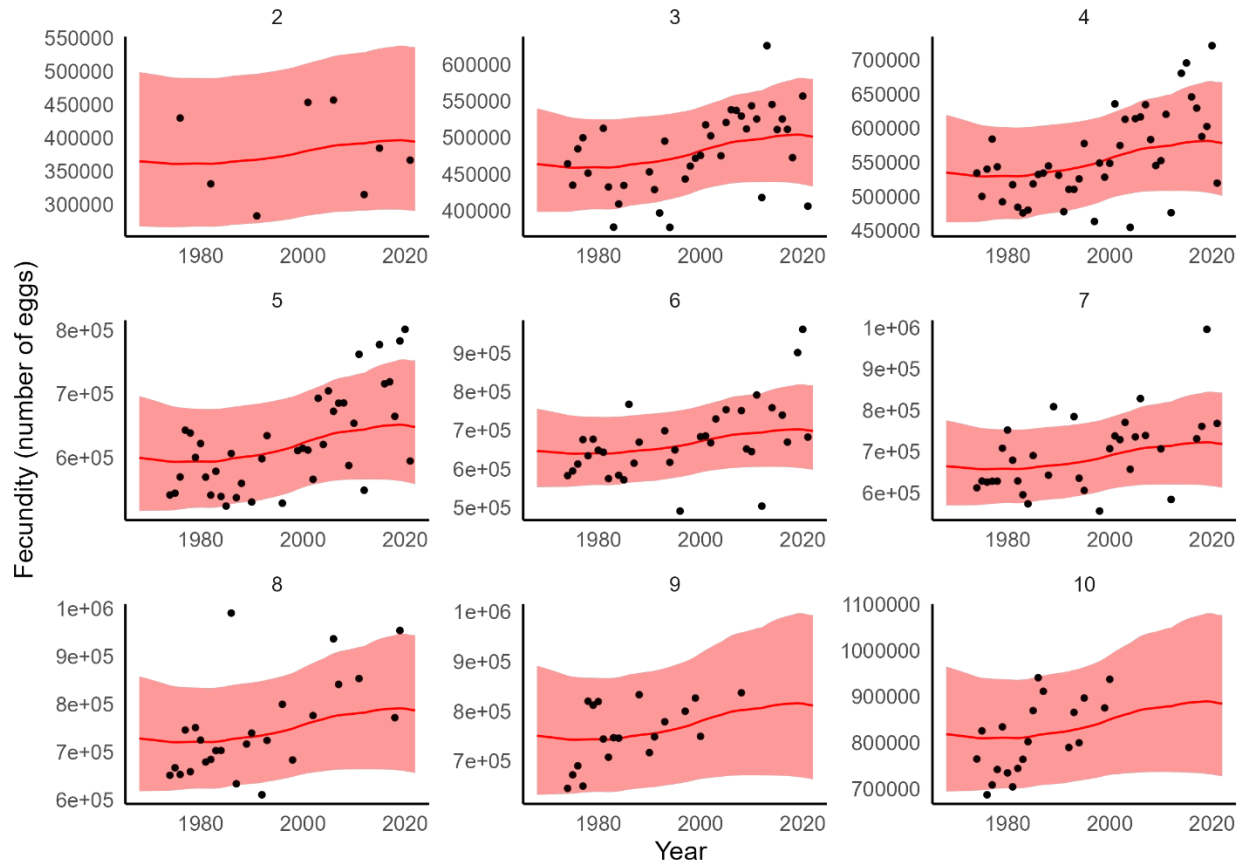 2
550000
500000
450000
400000
350000
300000
1980 2000 2020
3
600000
500000
400000
1980 2000 2020
4
700000
650000
600000
550000
500000
450000
1980 2000 2020
Fecundity (number of eggs)
5
8e+05
7e+05
6e+05
1980 2000 2020
6
9e+05
8e+05
7e+05
6e+05
5e+05
1980 2000 2020
7
1e+06
9e+05
8e+05
7e+05
6e+05
1980 2000 2020
8
1e+06
9e+05
8e+05
7e+05
6e+05
1980 2000 2020
9
1e+06
9e+05
8e+05
7e+05
1980 2000 2020
10
1100000
1000000
900000
800000
700000
1980 2000 2020
Year